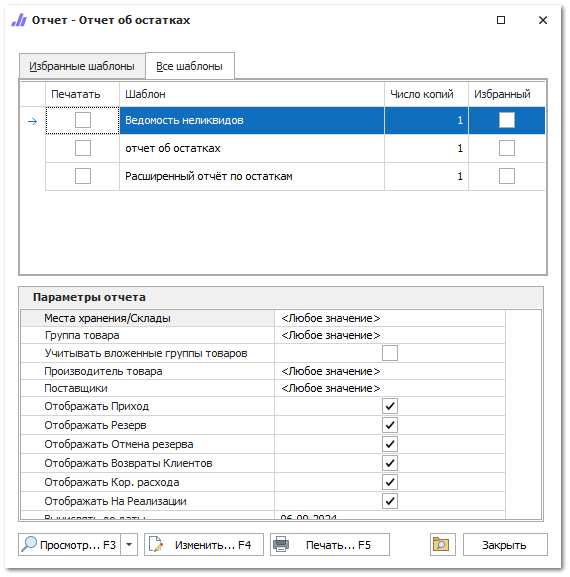 Отчет - Отчет об остатках
Избранные шаблоны Все шаблоны
Печатать Шаблон Число копий Избранный
Ведомость неликвидов 1
отчет об остатках 1
Расширенный отчёт по остаткам 1
Параметры отчета
Места хранения/Склады <Любое значение>
Группа товара <Любое значение>
Учитывать вложенные группы товаров
Производитель товара <Любое значение>
Поставщики <Любое значение>
Отображать Приход
Отображать Резерв
Отображать Отмена резерва
Отображать Возвраты Клиентов
Отображать Кор. расхода
Отображать На Реализации
Вычислять до даты 06.09.2024
Просмотр... F3 Изменить... F4 Печать... F5 Закрыть